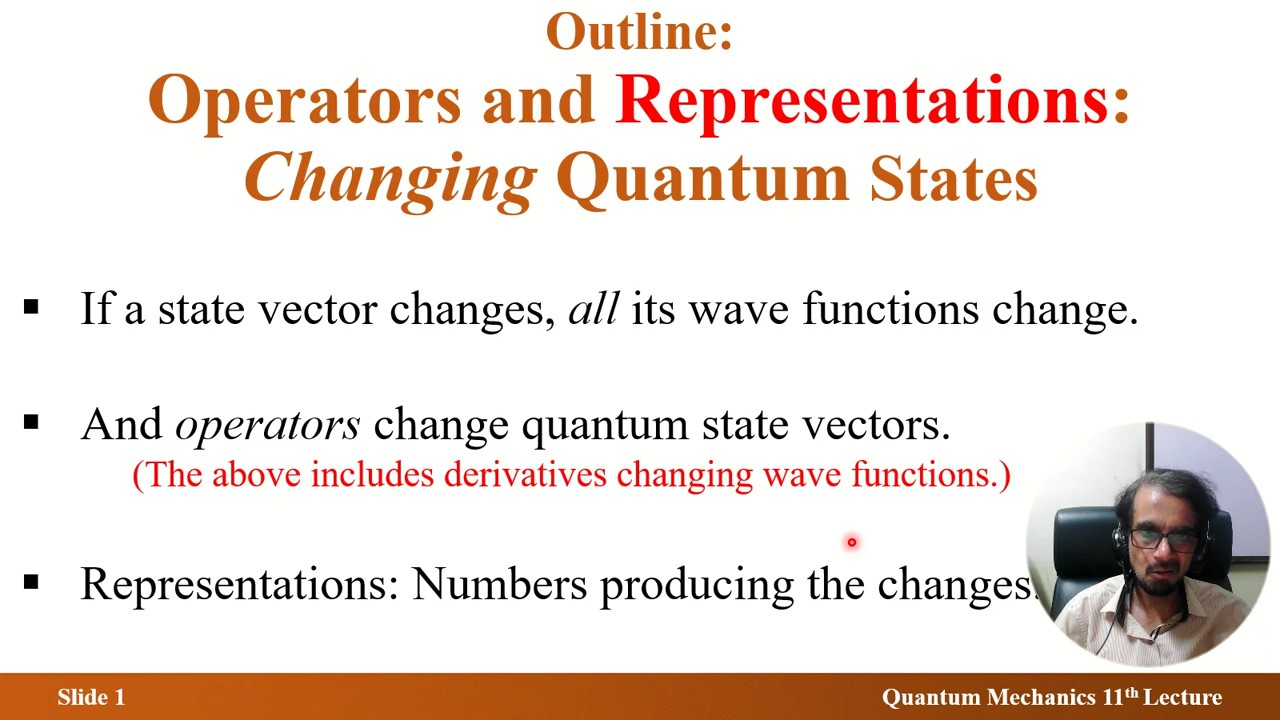 Outline:
Operators and Representations:
Changing Quantum States
▪ If a state vector changes, all its wave functions change.
▪ And operators change quantum state vectors.
(The above includes derivatives changing wave functions.)
▪ Representations: Numbers producing the changes.
Slide 1
Quantum Mechanics 11th Lecture